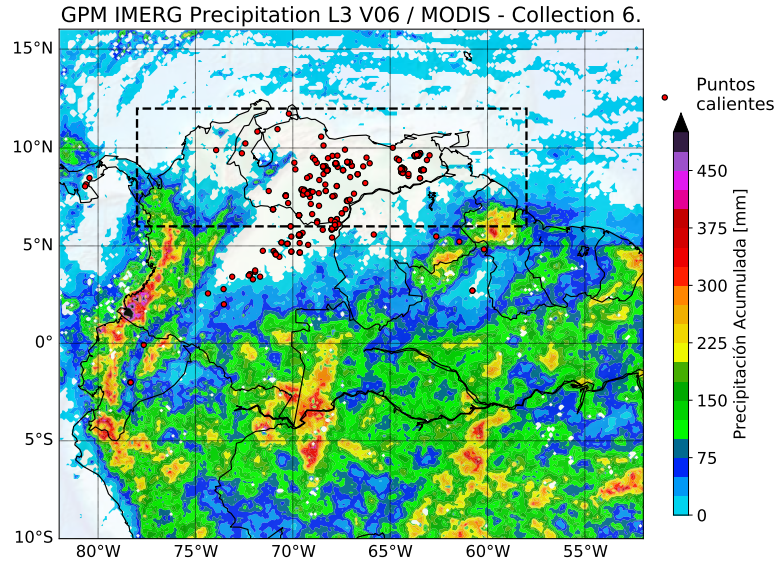 GPM IMERG Precipitation L3 V06 / MODIS - Collection 6.
15°N
10°N
5°N
0°
5°S
10°S
80°W
75°W
70°W
65°W
60°W
55°W
Puntos
calientes
450
375
300
225
150
75
0
Precipitación Acumulada [mm]